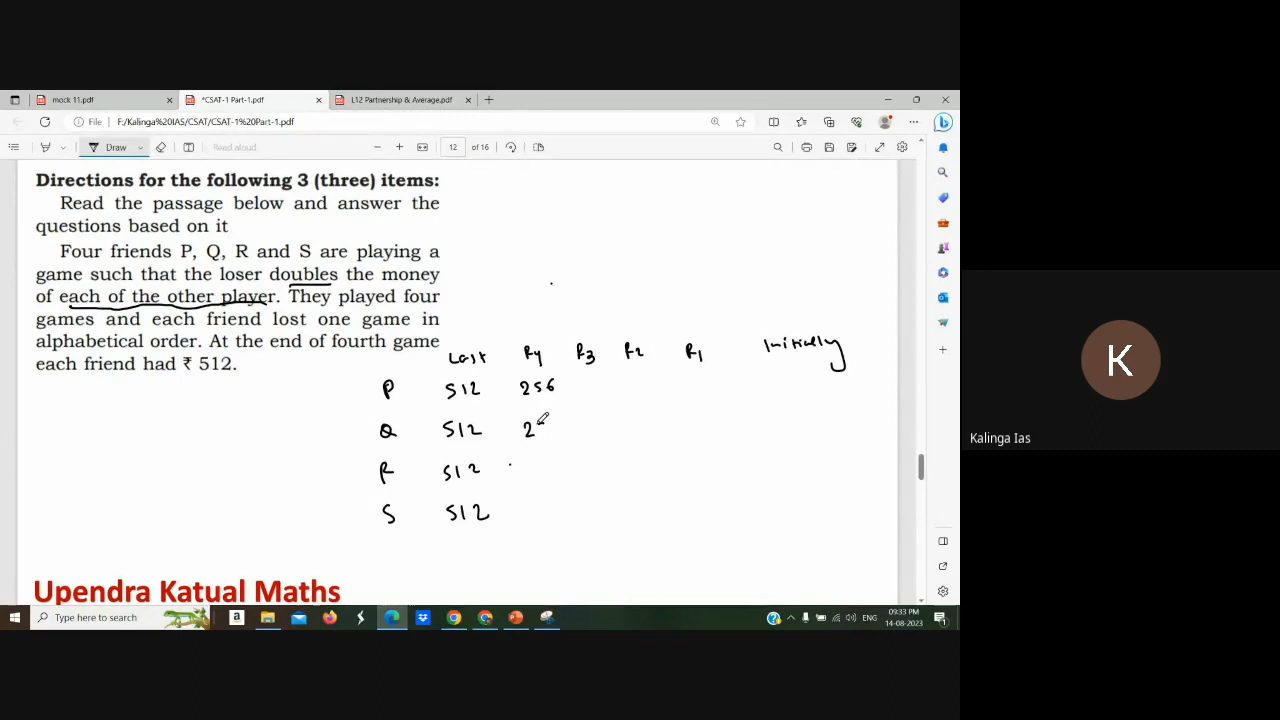 mock 11.pdf
*CSAT-1 Part-1.pdf
L12 Partnership & Average.pdf
File
F:/Kalinga%20IAS/CSAT/CSAT-1%20Part-1.pdf
Draw
Read aloud
12 of 16
Directions for the following 3 (three) items:
Read the passage below and answer the
questions based on it
Four friends P, Q, R and S are playing a
game such that the loser doubles the money
of each of the other player. They played four
games and each friend lost one game in
alphabetical order. At the end of fourth game
each friend had ₹ 512.
Last R4 R3 R2 R1 Initially
P 512 256
Q 512 2
R 512
S 512
Upendra Katual Maths
K
Kalinga Ias
Type here to search
ENG
09:33 PM
14-08-2023